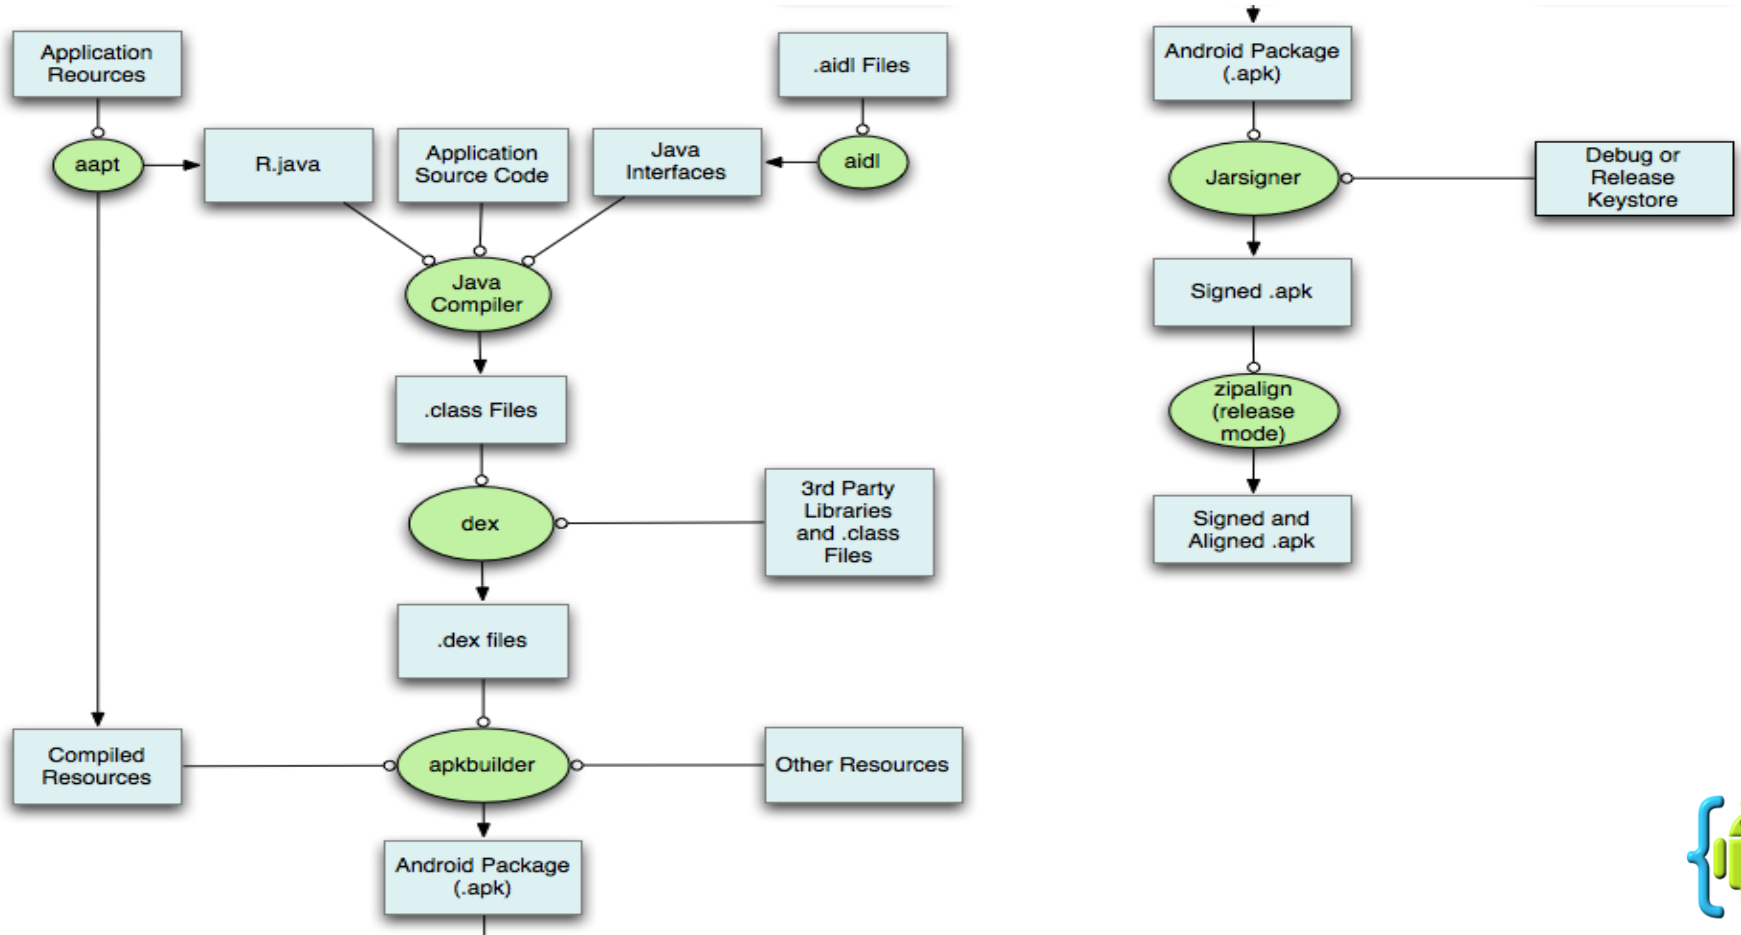 Application
Reources
.aidl Files
aapt
R.java
Application
Source Code
Java
Interfaces
aidl
Java
Compiler
.class Files
dex
3rd Party
Libraries
and .class
Files
.dex files
Compiled
Resources
apkbuilder
Other Resources
Android Package
(.apk)
Android Package
(.apk)
Jarsigner
Debug or
Release
Keystore
Signed .apk
zipalign
(release
mode)
Signed and
Aligned .apk